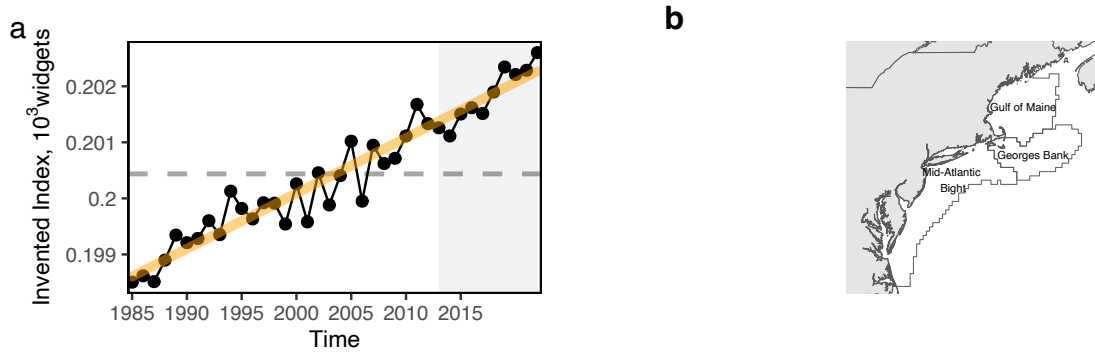 a
Invented Index, 10³widgets
0.202
0.201
0.2
0.199
1985 1990 1995 2000 2005 2010 2015
Time
b
Gulf of Maine
Georges Bank
Mid-Atlantic
Bight